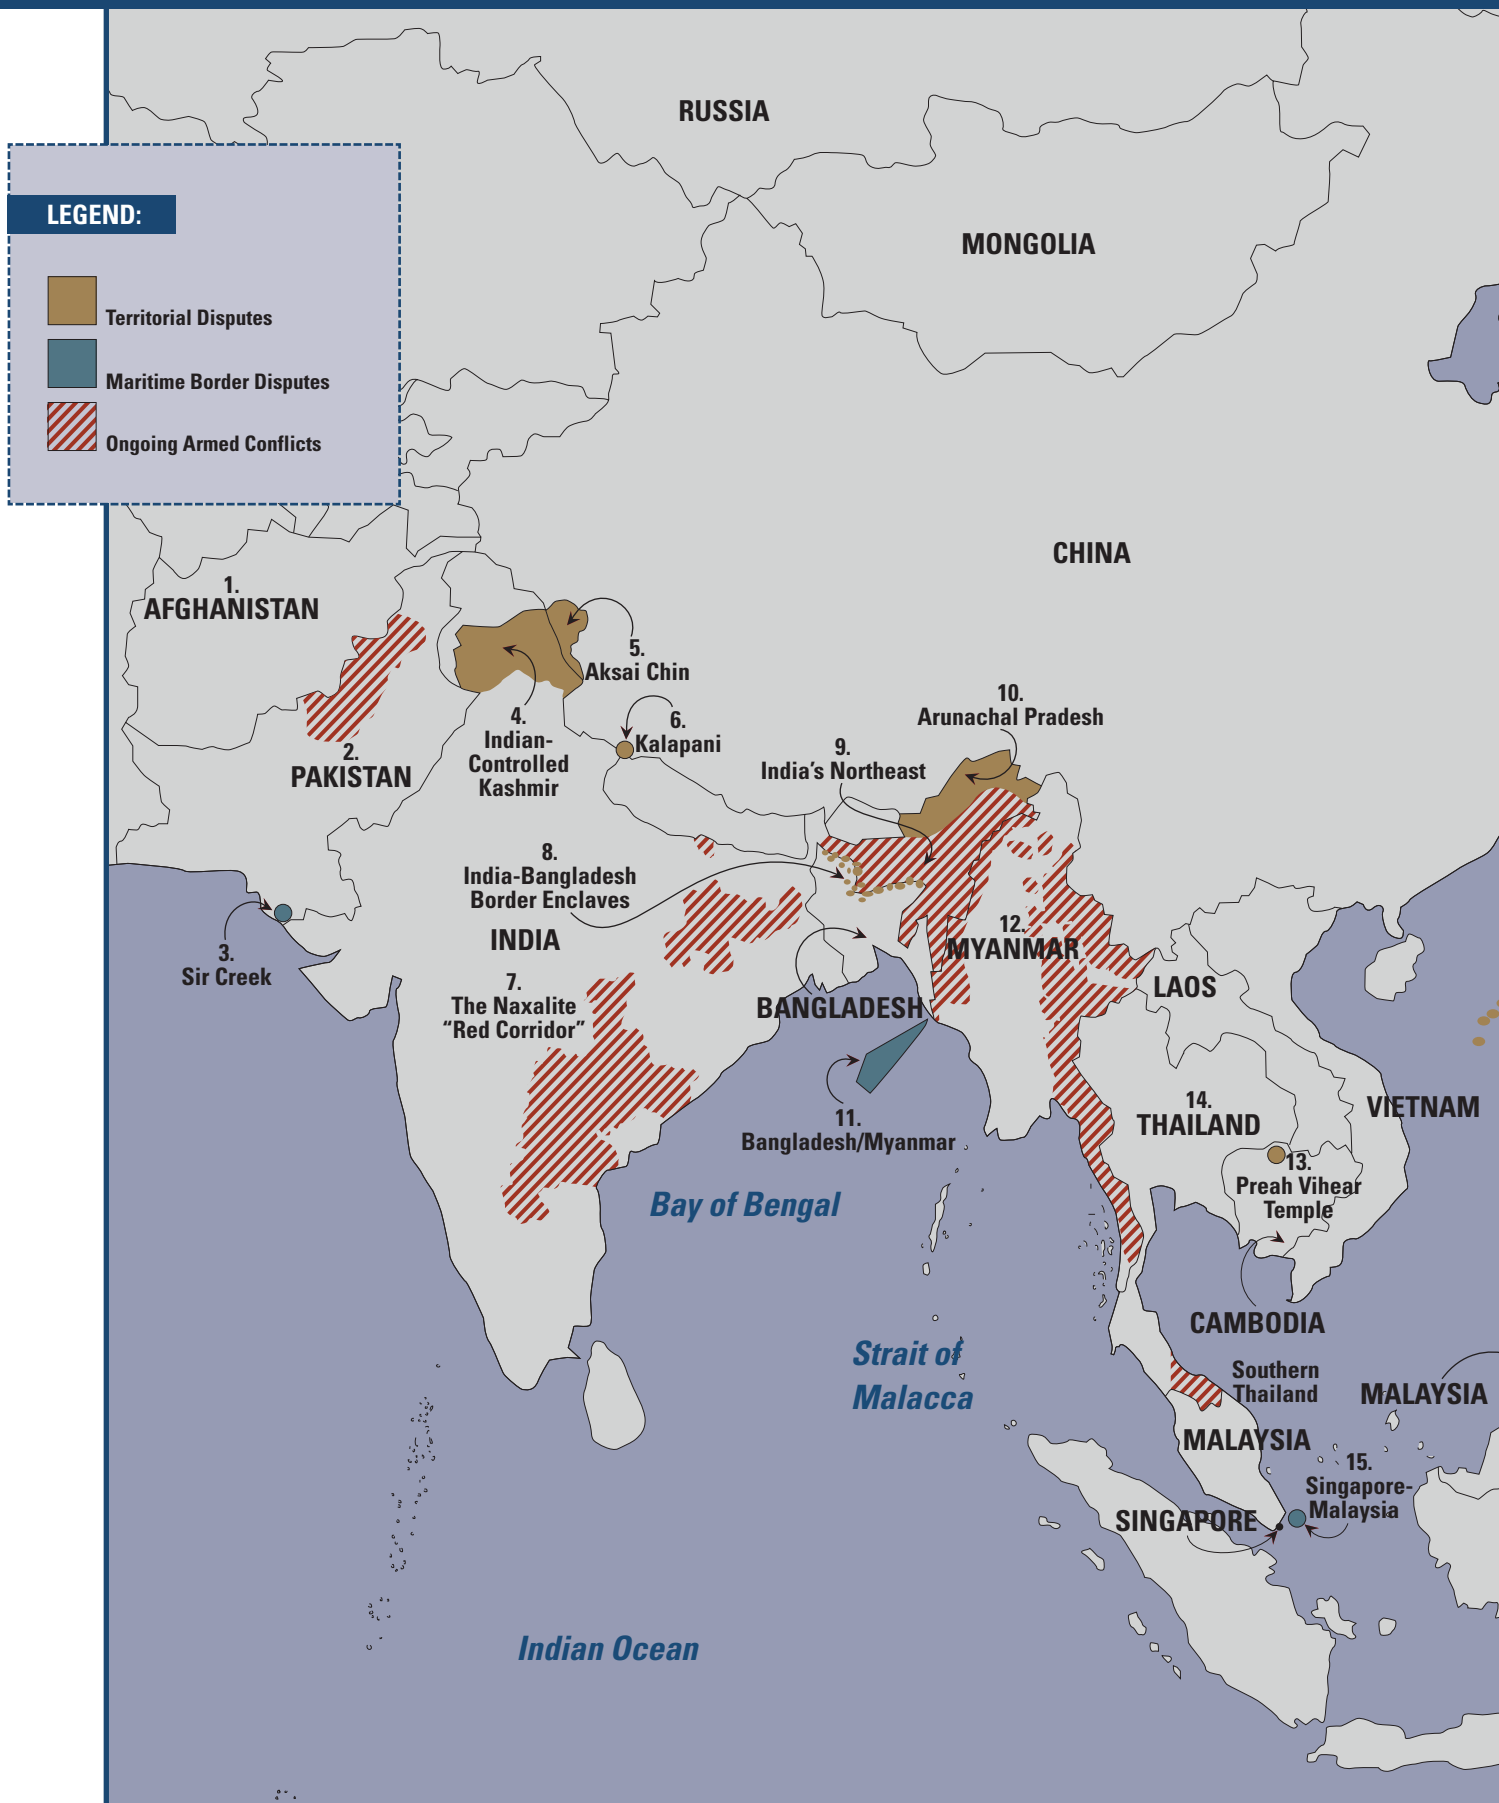 RUSSIA
LEGEND:
MONGOLIA
Territorial Disputes
Maritime Border Disputes
Ongoing Armed Conflicts
CHINA
1.
AFGHANISTAN
5.
Aksai Chin
10.
Arunachal Pradesh
4.
Indian-
Controlled
Kashmir
6.
Kalapani
2.
PAKISTAN
9.
India’s Northeast
8.
India-Bangladesh
Border Enclaves
INDIA
12.
MYANMAR
3.
Sir Creek
LAOS
7.
The Naxalite
“Red Corridor”
BANGLADESH
14.
THAILAND
VIETNAM
11.
Bangladesh/Myanmar
13.
Preah Vihear
Temple
Bay of Bengal
CAMBODIA
Strait of
Malacca
Southern
Thailand
MALAYSIA
MALAYSIA
15.
Singapore-
Malaysia
SINGAPORE
Indian Ocean